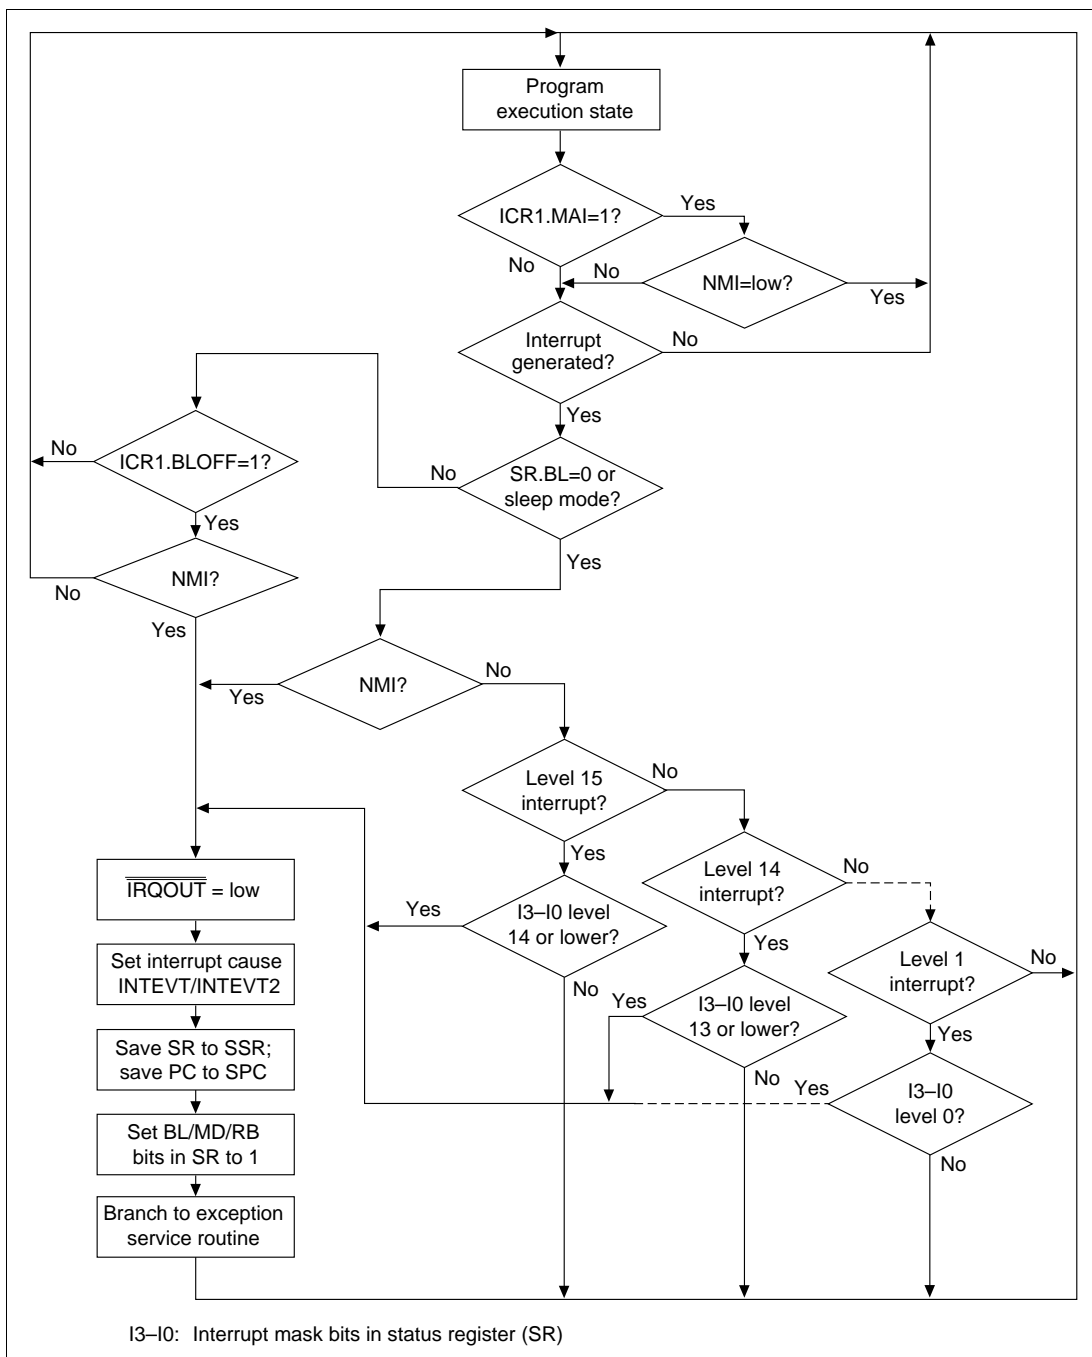 Program
execution state
ICR1.MAI=1?
Yes
No
NMI=low?
No
Yes
Interrupt
generated?
No
Yes
ICR1.BLOFF=1?
No
Yes
SR.BL=0 or
sleep mode?
No
Yes
NMI?
No
Yes
NMI?
Yes
No
Level 15
interrupt?
No
Yes
Level 14
interrupt?
No
Yes
IRQOUT = low
I3–I0 level
14 or lower?
Yes
No
Level 1
interrupt?
No
Yes
Set interrupt cause
INTEVT/INTEVT2
I3–I0 level
13 or lower?
Yes
No
Save SR to SSR;
save PC to SPC
I3–I0
level 0?
Yes
No
Set BL/MD/RB
bits in SR to 1
Branch to exception
service routine
I3–I0: Interrupt mask bits in status register (SR)